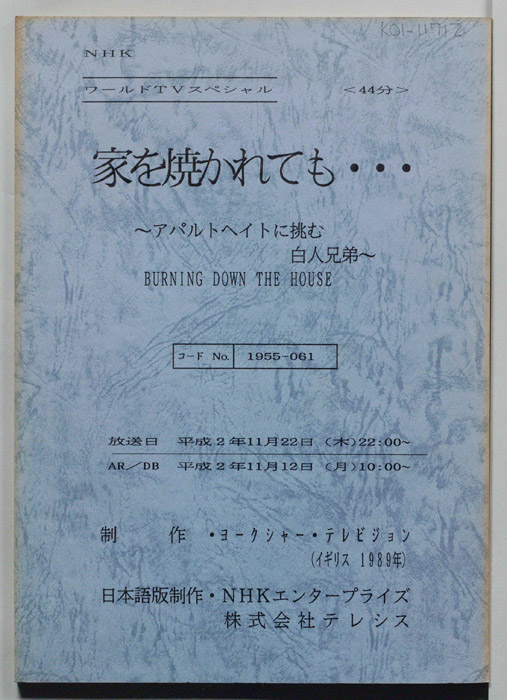 K01-11712
NHK
ワールドTVスペシャル <44分>
家を焼かれても・・・
～アパルトヘイトに挑む
白人兄弟～
BURNING DOWN THE HOUSE
コード No. 1955-061
放送日 平成2年11月22日 (木)22:00~
AR／DB 平成2年11月12日 (月)10:00~
制 作 ・ヨークシャー・テレビジョン
(イギリス 1989年)
日本語版制作・NHKエンタープライズ
株式会社テレシス